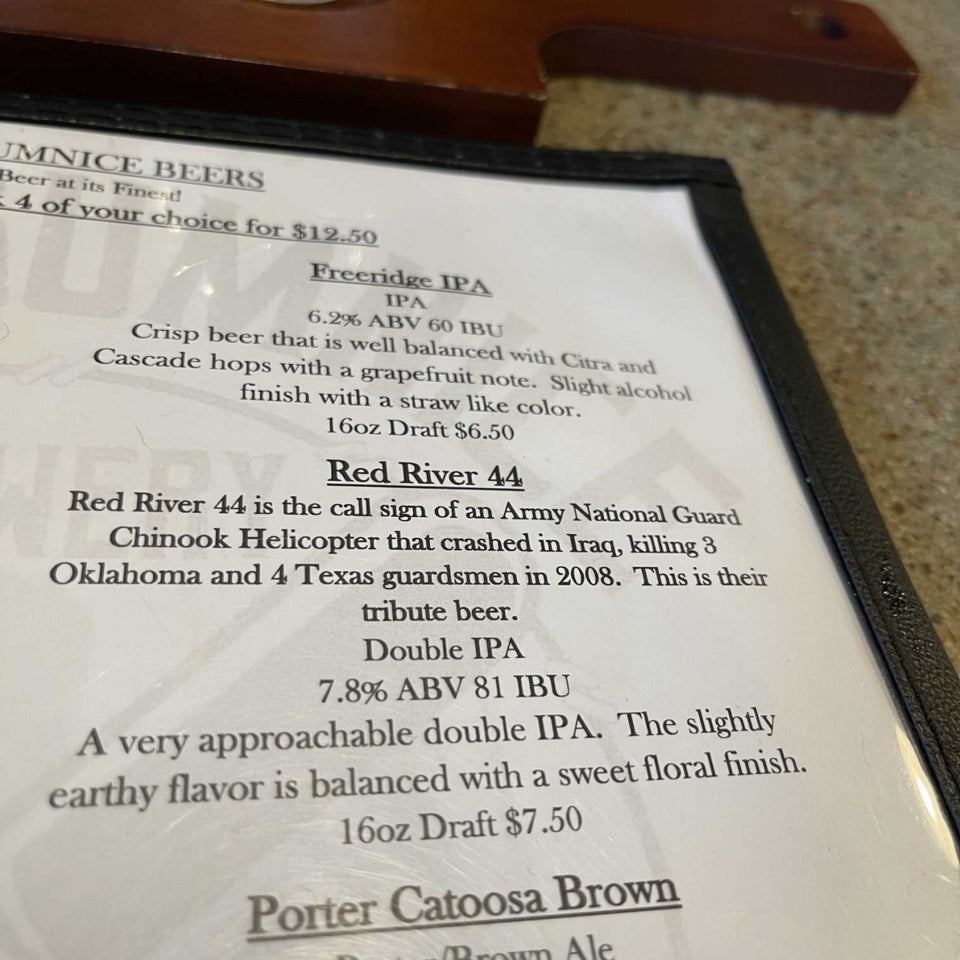 UMNICE BEERS
Beer at its Finest!
4 of your choice for $12.50
Freeridge IPA
IPA
6.2% ABV 60 IBU
Crisp beer that is well balanced with Citra and
Cascade hops with a grapefruit note. Slight alcohol
finish with a straw like color.
16oz Draft $6.50
Red River 44
Red River 44 is the call sign of an Army National Guard
Chinook Helicopter that crashed in Iraq, killing 3
Oklahoma and 4 Texas guardsmen in 2008. This is their
tribute beer.
Double IPA
7.8% ABV 81 IBU
A very approachable double IPA. The slightly
earthy flavor is balanced with a sweet floral finish.
16oz Draft $7.50
Porter Catoosa Brown
/Brown Ale